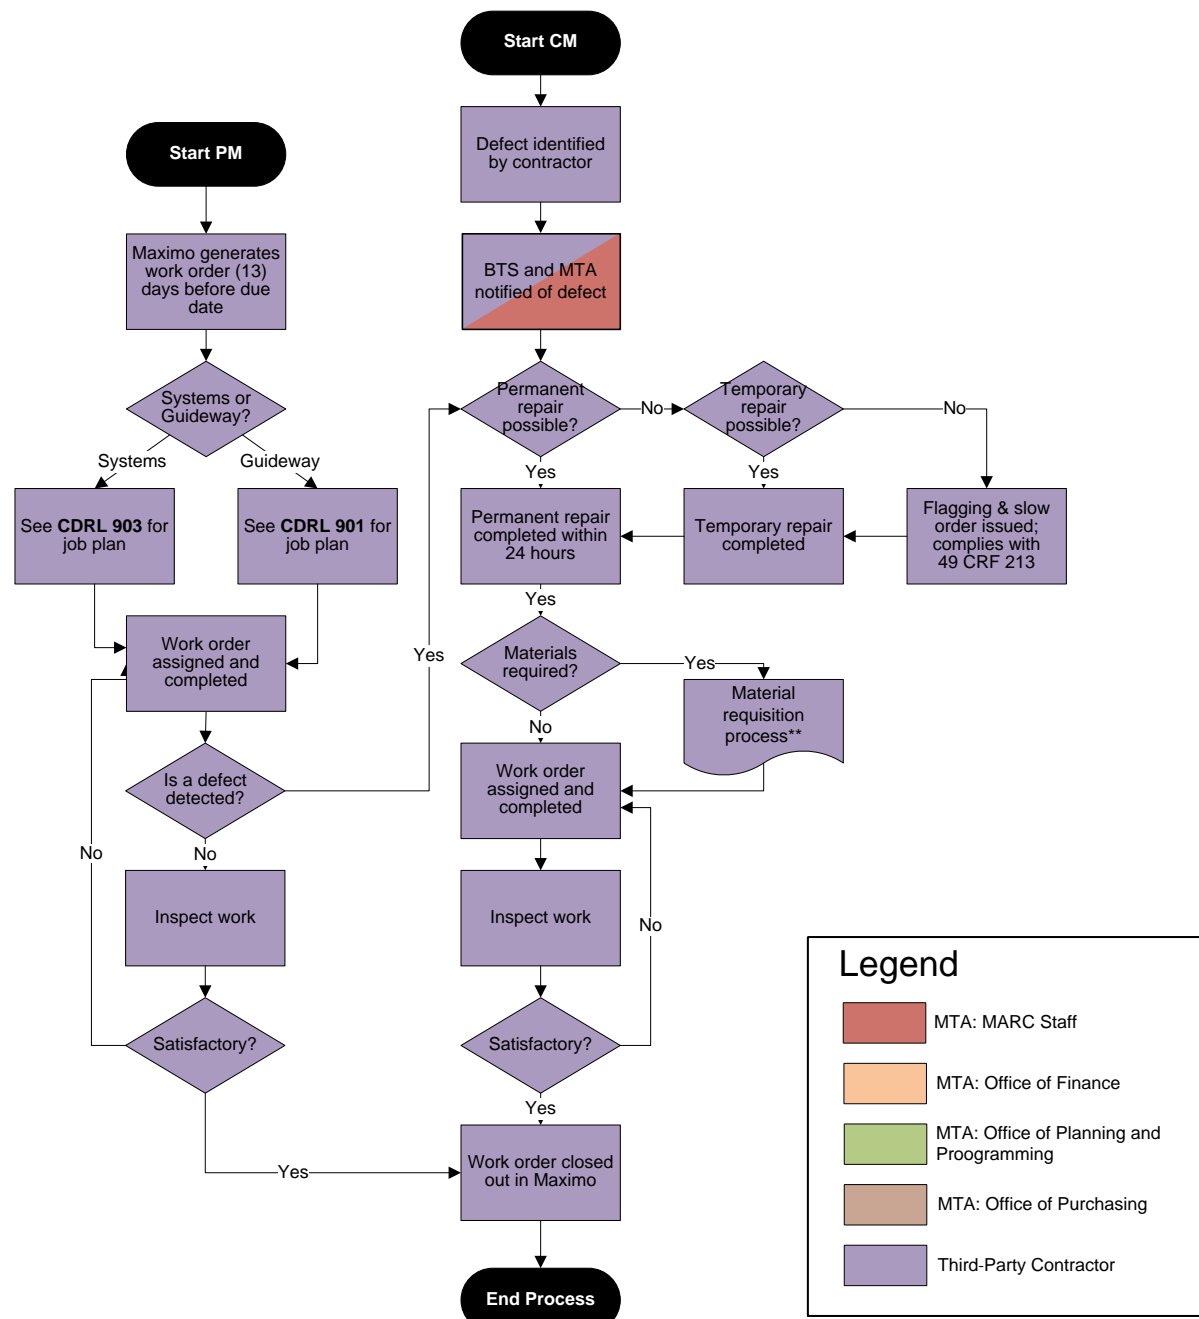 Start CM
Defect identified
by contractor
BTS and MTA
notified of defect
Start PM
Maximo generates
work order (13)
days before due
date
Systems or
Guideway?
Systems
Guideway
See CDRL 903 for
job plan
See CDRL 901 for
job plan
Work order
assigned and
completed
Is a defect
detected?
Yes
No
Inspect work
Satisfactory?
No
Yes
Permanent
repair
possible?
No
Temporary
repair
possible?
No
Yes
Yes
Permanent repair
completed within
24 hours
Temporary repair
completed
Flagging & slow
order issued;
complies with
49 CRF 213
Yes
Materials
required?
Yes
Material
requisition
process**
No
Work order
assigned and
completed
Inspect work
No
Satisfactory?
Yes
Work order closed
out in Maximo
End Process
Legend
MTA: MARC Staff
MTA: Office of Finance
MTA: Office of Planning and
Proogramming
MTA: Office of Purchasing
Third-Party Contractor